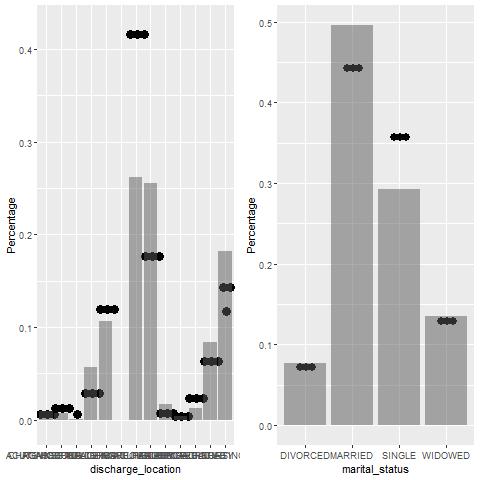 0.5
0.4
0.4
0.3
0.3
0.2
0.2
0.1
0.1
0.0
0.0
Percentage
Percentage
DIVORCED
MARRIED
SINGLE
WIDOWED
discharge_location
marital_status